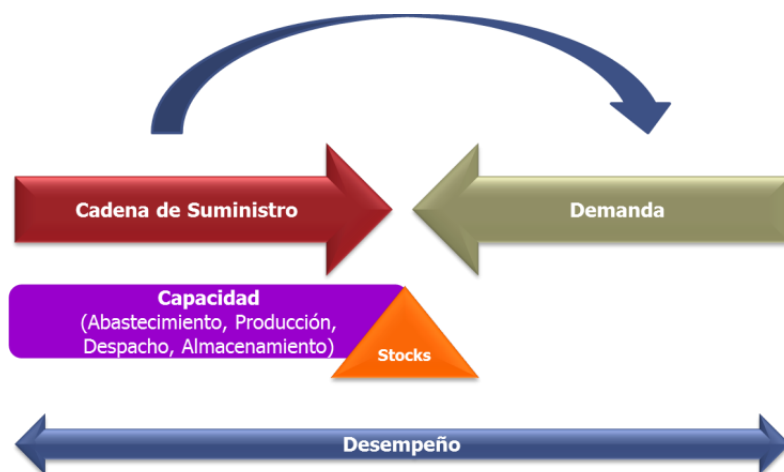 Cadena de Suministro
Demanda
Capacidad
(Abastecimiento, Producción,
Despacho, Almacenamiento)
Stocks
Desempeño